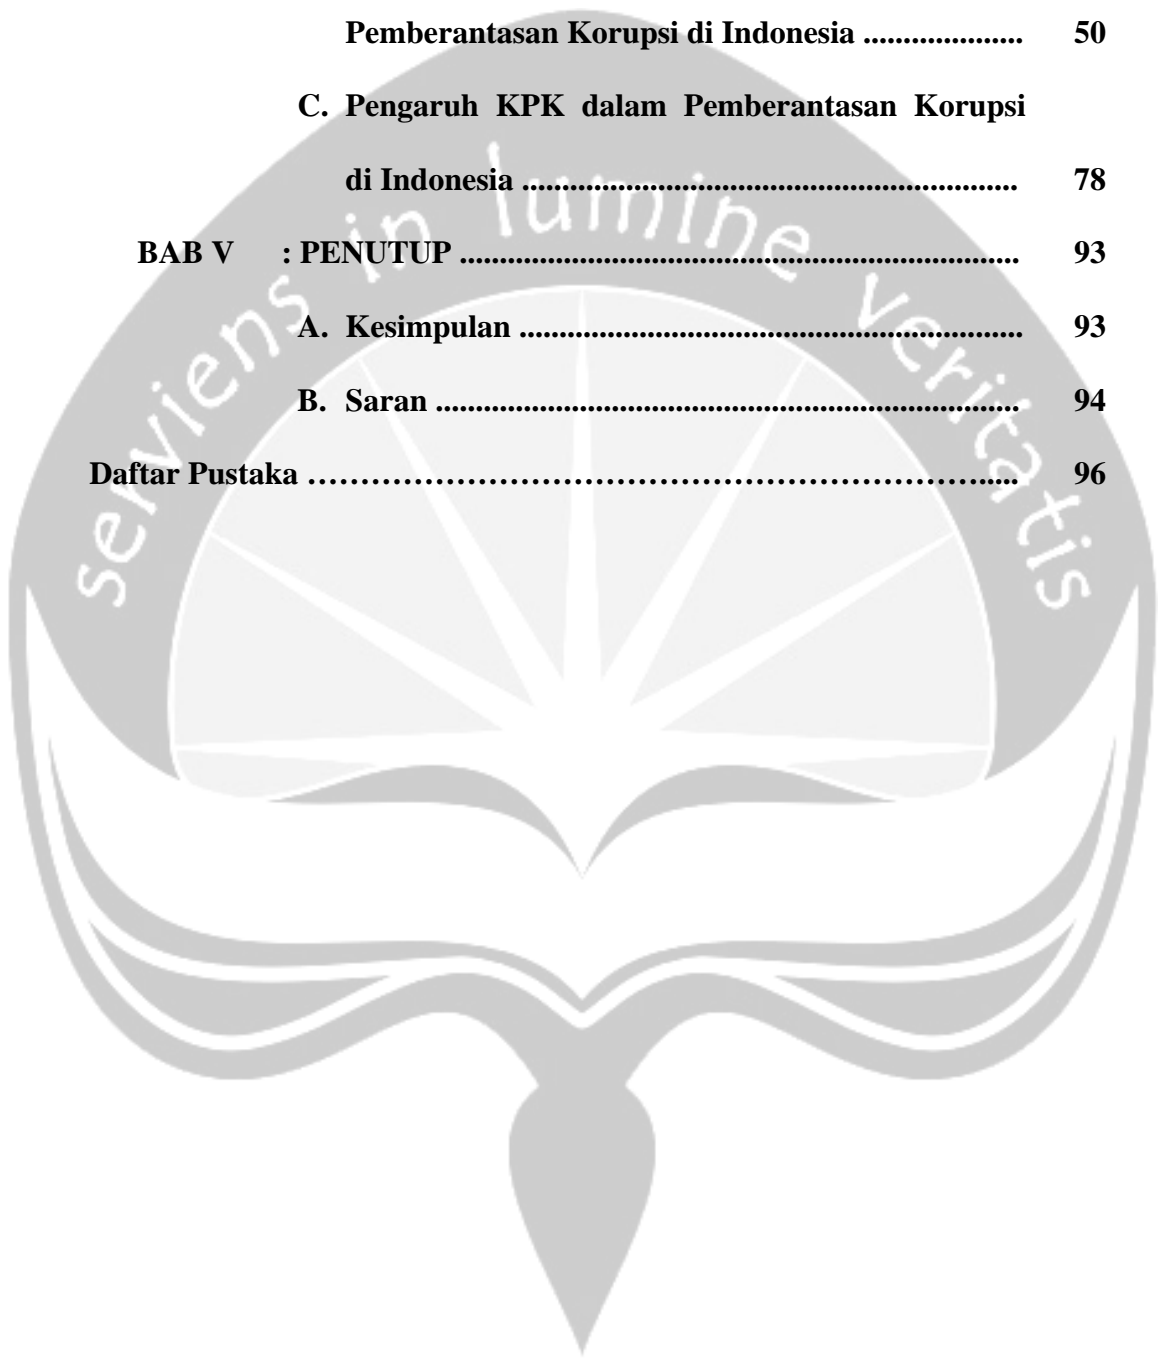 Pemberantasan Korupsi di Indonesia .................... 50
C. Pengaruh KPK dalam Pemberantasan Korupsi
di Indonesia .............................................................. 78
BAB V : PENUTUP ...................................................................... 93
A. Kesimpulan ............................................................... 93
B. Saran ......................................................................... 94
Daftar Pustaka ………………………………………………………..... 96
serviens in lumine veritatis